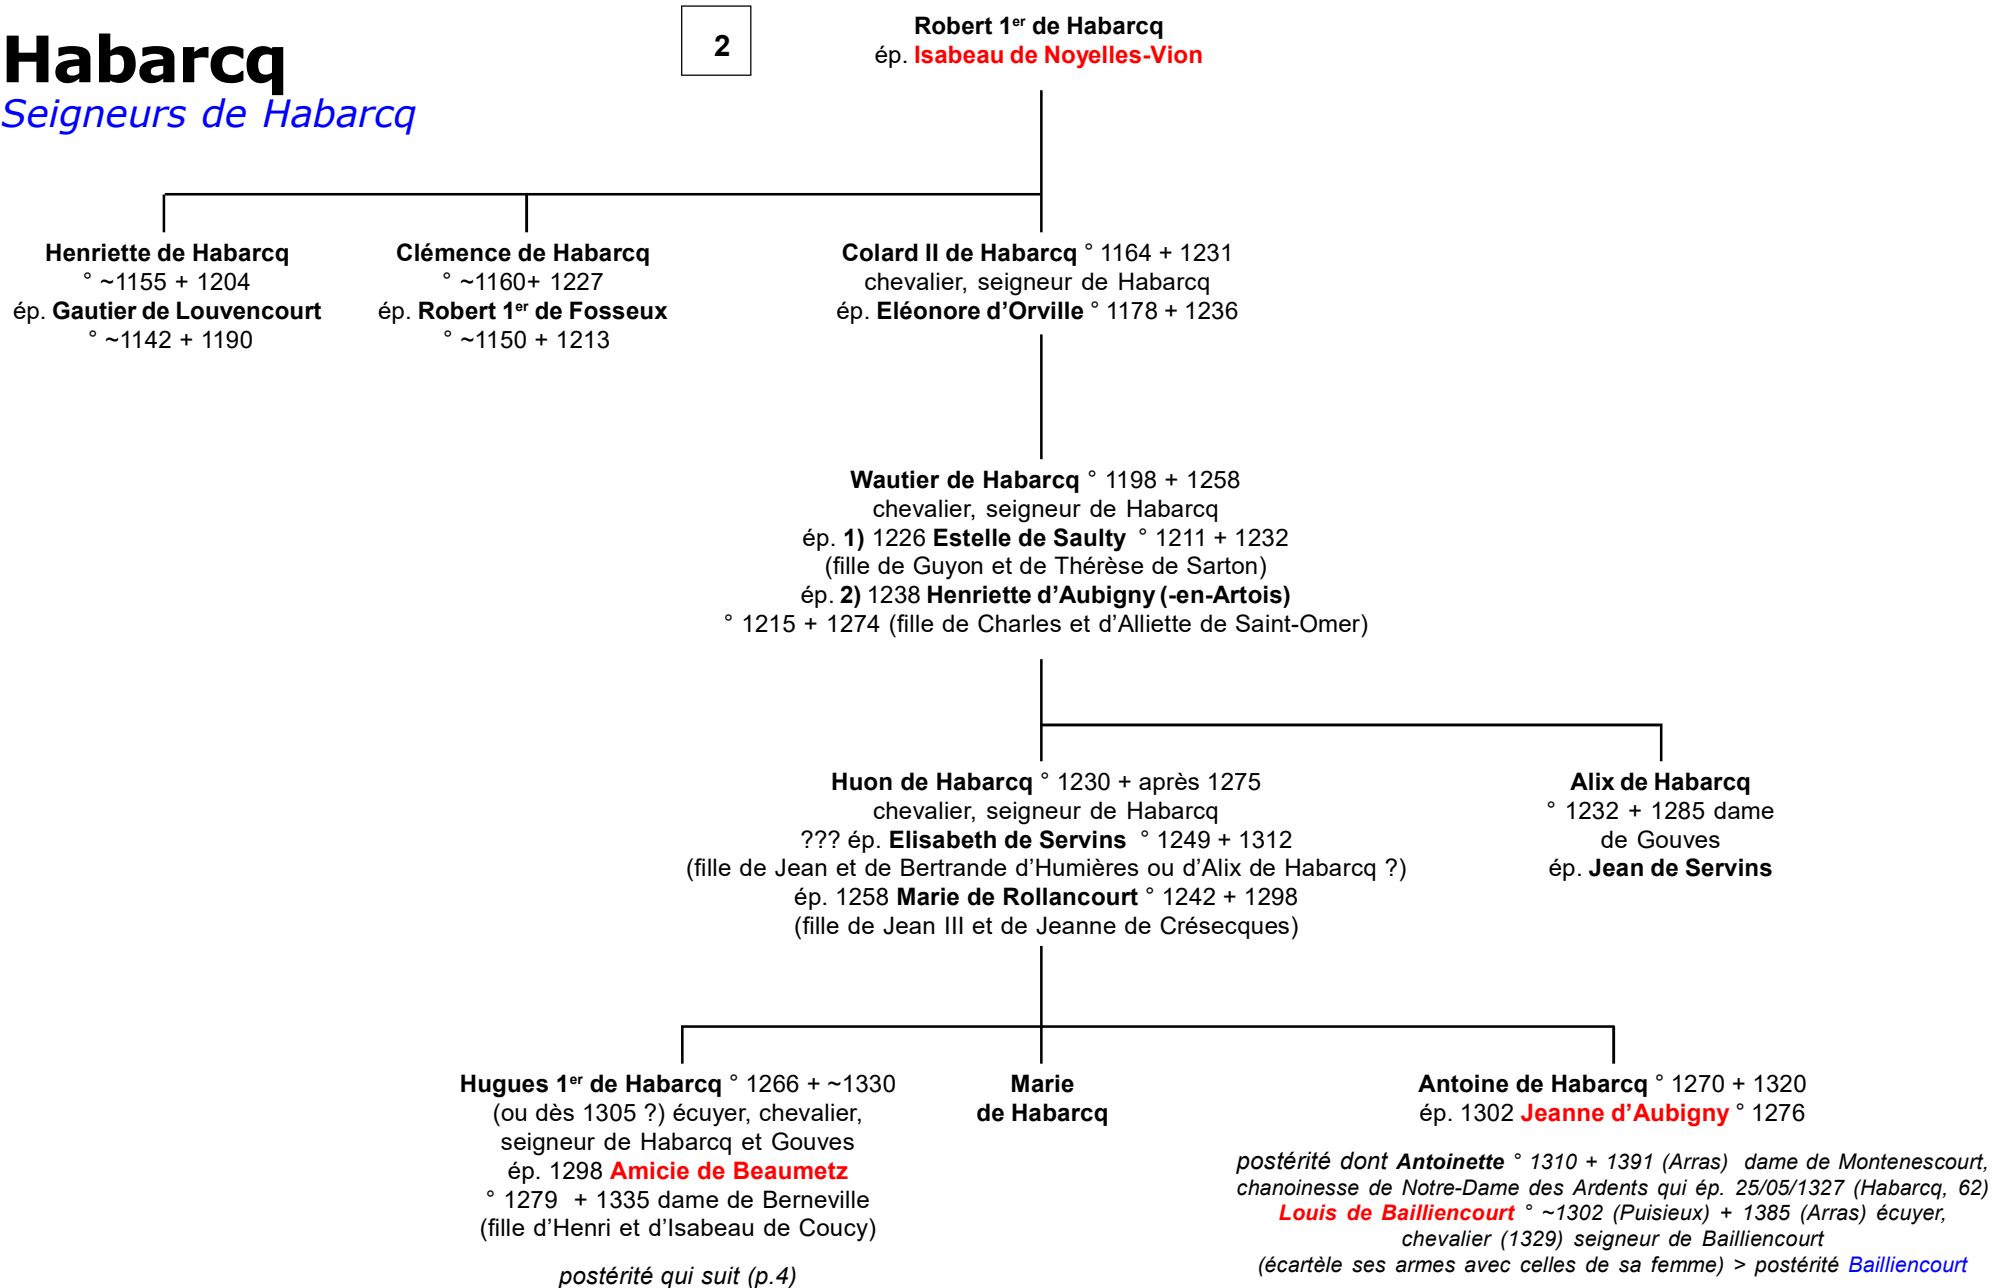 Habarcq
Seigneurs de Habarcq
2
Robert 1er de Habarcq
ép. Isabeau de Noyelles-Vion
Henriette de Habarcq
° ~1155 + 1204
ép. Gautier de Louvencourt
° ~1142 + 1190
Clémence de Habarcq
° ~1160+ 1227
ép. Robert 1er de Fosseux
° ~1150 + 1213
Colard II de Habarcq ° 1164 + 1231
chevalier, seigneur de Habarcq
ép. Eléonore d’Orville ° 1178 + 1236
Wautier de Habarcq ° 1198 + 1258
chevalier, seigneur de Habarcq
ép. 1) 1226 Estelle de Saulty ° 1211 + 1232
(fille de Guyon et de Thérèse de Sarton)
ép. 2) 1238 Henriette d’Aubigny (-en-Artois)
° 1215 + 1274 (fille de Charles et d’Alliette de Saint-Omer)
Huon de Habarcq ° 1230 + après 1275
chevalier, seigneur de Habarcq
??? ép. Elisabeth de Servins ° 1249 + 1312
(fille de Jean et de Bertrande d’Humières ou d’Alix de Habarcq ?)
ép. 1258 Marie de Rollancourt ° 1242 + 1298
(fille de Jean III et de Jeanne de Crésecques)
Alix de Habarcq
° 1232 + 1285 dame
de Gouves
ép. Jean de Servins
Hugues 1er de Habarcq ° 1266 + ~1330
(ou dès 1305 ?) écuyer, chevalier,
seigneur de Habarcq et Gouves
ép. 1298 Amicie de Beaumetz
° 1279 + 1335 dame de Berneville
(fille d’Henri et d’Isabeau de Coucy)
postérité qui suit (p.4)
Marie
de Habarcq
Antoine de Habarcq ° 1270 + 1320
ép. 1302 Jeanne d’Aubigny ° 1276
postérité dont Antoinette ° 1310 + 1391 (Arras) dame de Montenescourt,
chanoinesse de Notre-Dame des Ardents qui ép. 25/05/1327 (Habarcq, 62)
Louis de Bailliencourt ° ~1302 (Puisieux) + 1385 (Arras) écuyer,
chevalier (1329) seigneur de Bailliencourt
(écartèle ses armes avec celles de sa femme) > postérité Bailliencourt